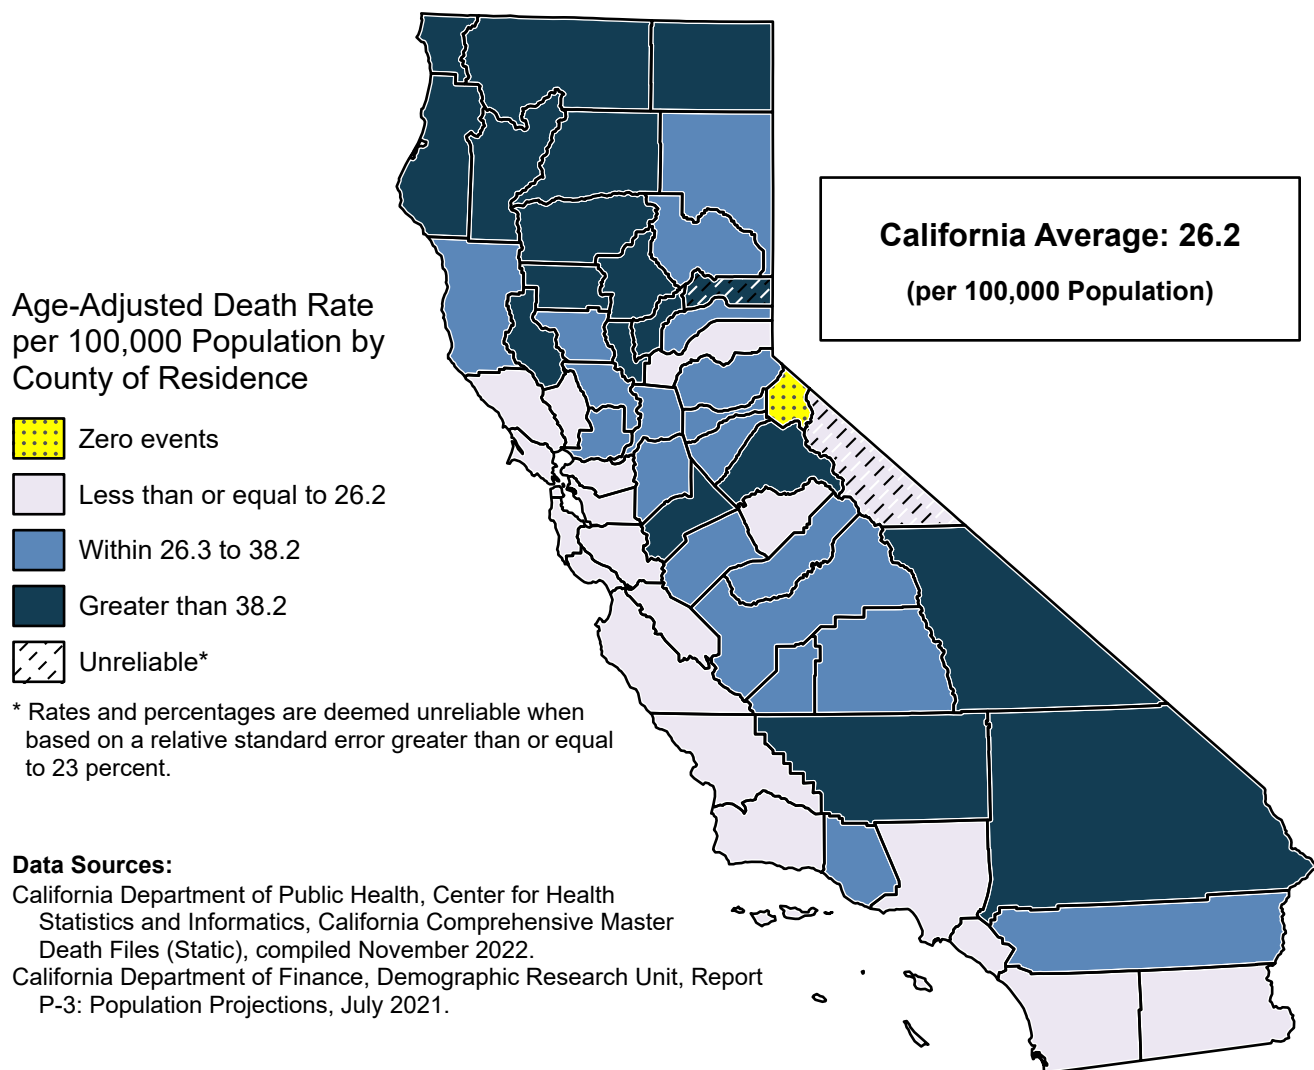 California Average: 26.2
(per 100,000 Population)
Age-Adjusted Death Rate
per 100,000 Population by
County of Residence
Zero events
Less than or equal to 26.2
Within 26.3 to 38.2
Greater than 38.2
Unreliable*
* Rates and percentages are deemed unreliable when
based on a relative standard error greater than or equal
to 23 percent.
Data Sources:
California Department of Public Health, Center for Health
Statistics and Informatics, California Comprehensive Master
Death Files (Static), compiled November 2022.
California Department of Finance, Demographic Research Unit, Report
P-3: Population Projections, July 2021.